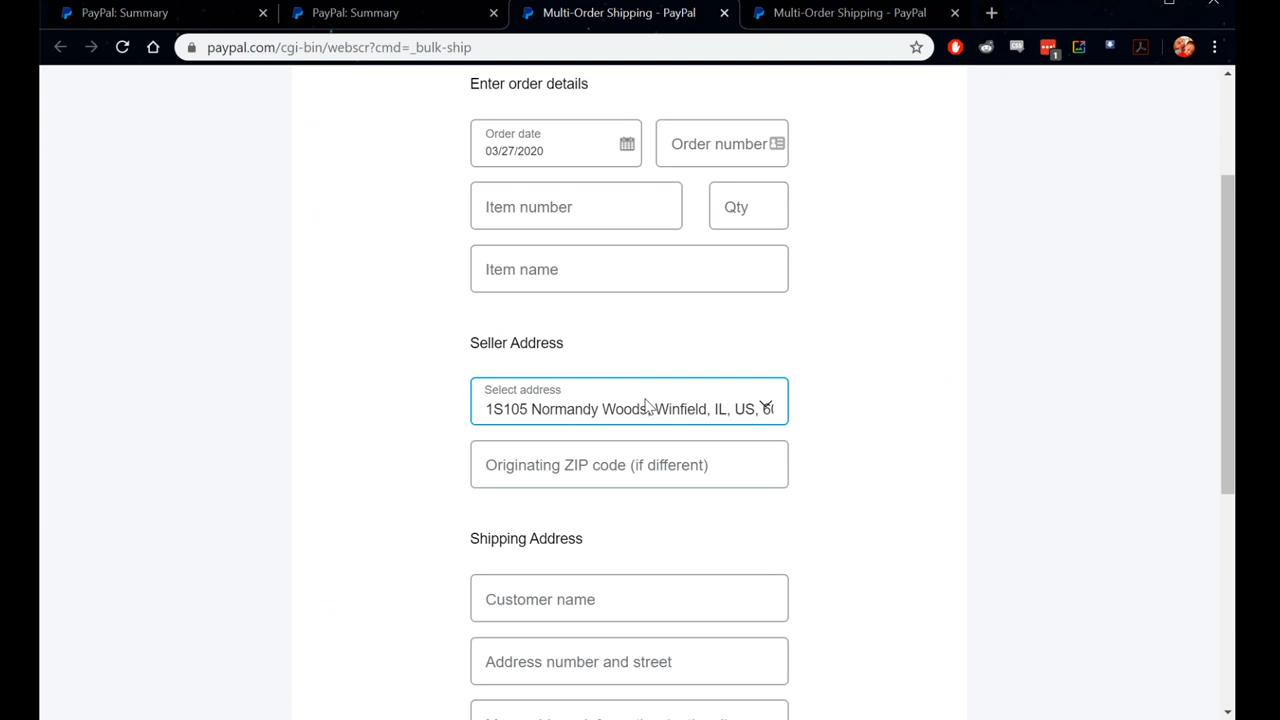 PayPal: Summary
PayPal: Summary
Multi-Order Shipping - PayPal
Multi-Order Shipping - PayPal
paypal.com/cgi-bin/webscr?cmd=_bulk-ship
Enter order details
Order date
03/27/2020
Order number
Item number
Qty
Item name
Seller Address
Select address
1S105 Normandy Woods, Winfield, IL, US,
Originating ZIP code (if different)
Shipping Address
Customer name
Address number and street